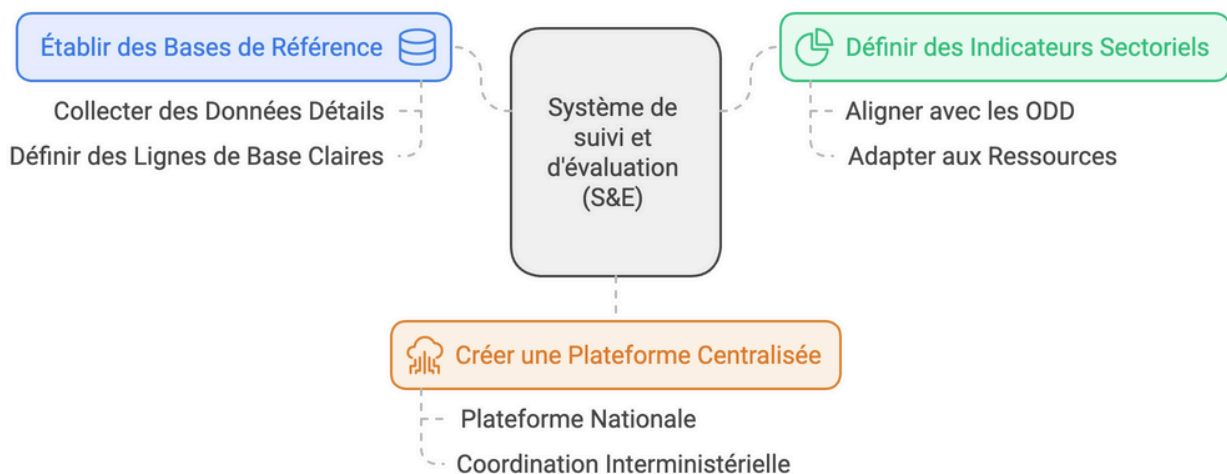 Établir des Bases de Référence
Collecter des Données Détails
Définir des Lignes de Base Claires
Système de
suivi et
d'évaluation
(S&E)
Définir des Indicateurs Sectoriels
Aligner avec les ODD
Adapter aux Ressources
Créer une Plateforme Centralisée
Plateforme Nationale
Coordination Interministérielle